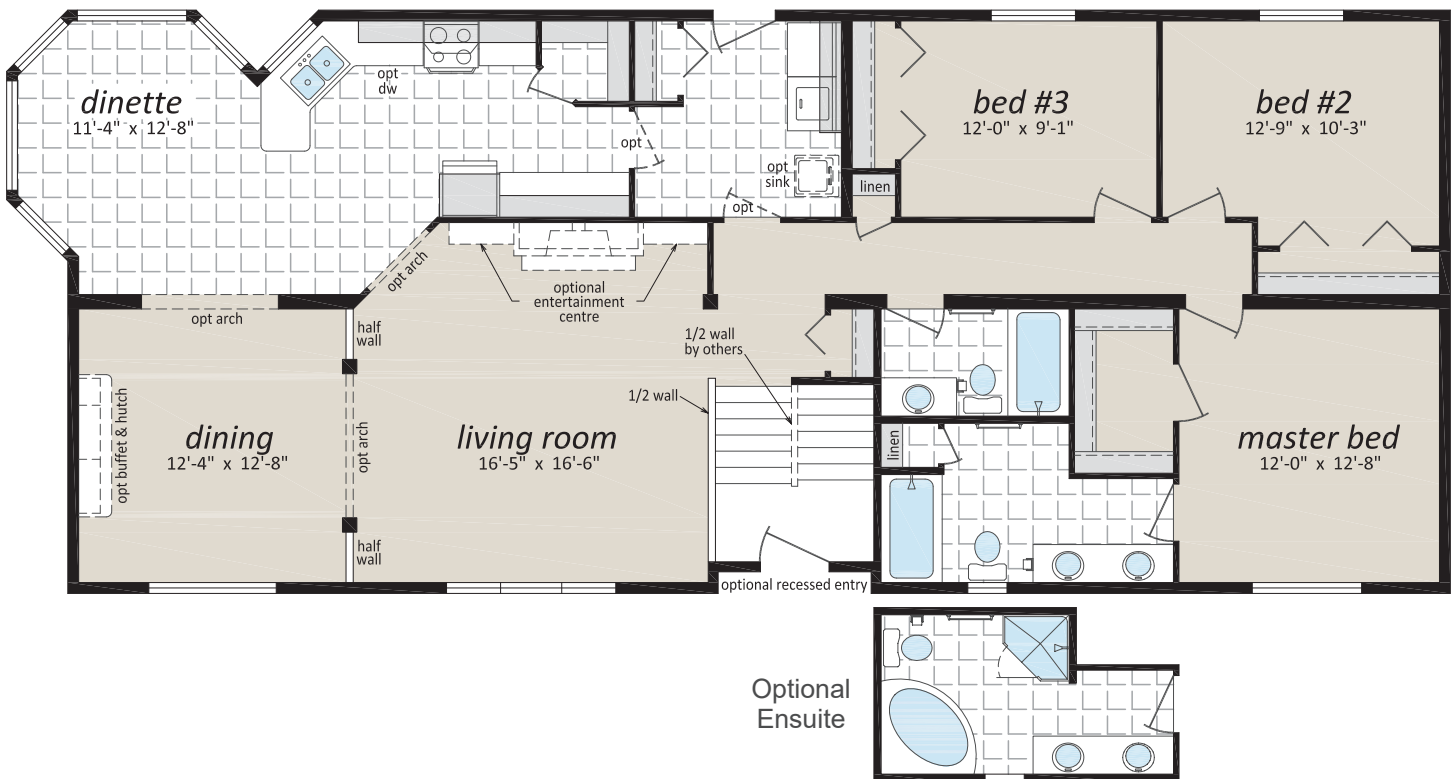 dinette
11'-4" x 12'-8"
opt
dw
opt
opt
sink
opt
linen
bed #3
12'-0" x 9'-1"
bed #2
12'-9" x 10'-3"
opt arch
optional
entertainment
centre
opt arch
half
wall
1/2 wall
by others
1/2 wall
opt buffet & hutch
dining
12'-4" x 12'-8"
opt arch
living room
16'-5" x 16'-6"
linen
master bed
12'-0" x 12'-8"
half
wall
optional recessed entry
Optional
Ensuite